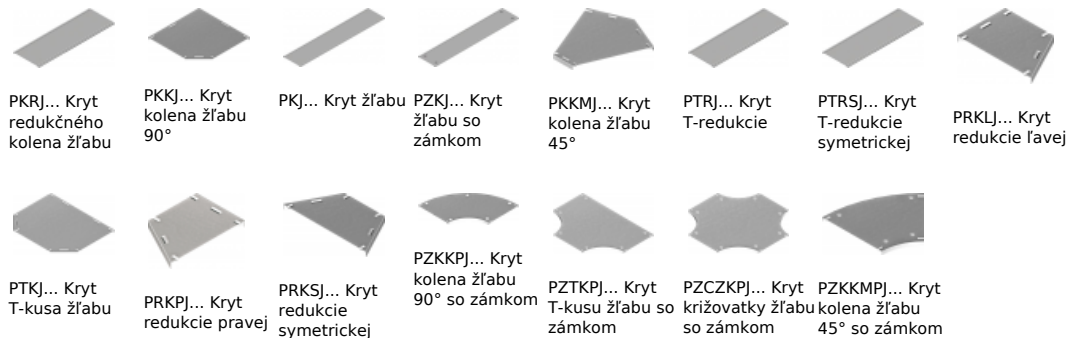 PKRJ... Kryt
redukčného
kolena žľabu
PKKJ... Kryt
kolena žľabu
90°
PKJ... Kryt žľabu
PZKJ... Kryt
žľabu so
zámkom
PKKMJ... Kryt
kolena žľabu
45°
PTRJ... Kryt
T-redukcie
PTRSJ... Kryt
T-redukcie
symetrickej
PRKLJ... Kryt
redukcie ľavej
PTKJ... Kryt
T-kusa žľabu
PRKPJ... Kryt
redukcie pravej
PRKSJ... Kryt
redukcie
symetrickej
PZKKPJ... Kryt
kolena žľabu
90° so zámkom
PZTKPJ... Kryt
T-kusu žľabu so
zámkom
PZCZKPJ... Kryt
križovatky žľabu
so zámkom
PZKKMPJ... Kryt
kolena žľabu
45° so zámkom